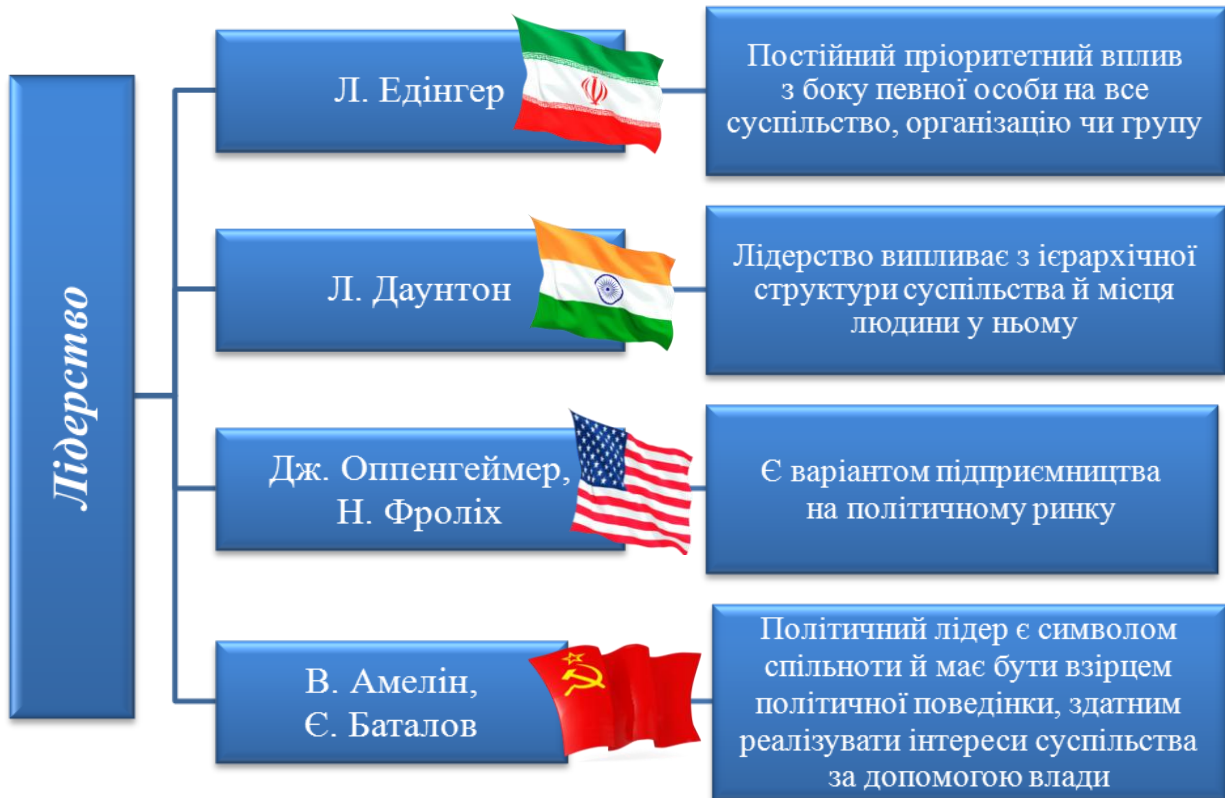 Лідерство
Л. Едінгер
Постійний пріоритетний вплив
з боку певної особи на все
суспільство, організацію чи групу
Л. Даунтон
Лідерство випливає з ієрархічної
структури суспільства й місця
людини у ньому
Дж. Оппенгеймер,
Н. Фроліх
Є варіантом підприємництва
на політичному ринку
В. Амелін,
Є. Баталов
Політичний лідер є символом
спільноти й має бути взірцем
політичної поведінки, здатним
реалізувати інтереси суспільства
за допомогою влади